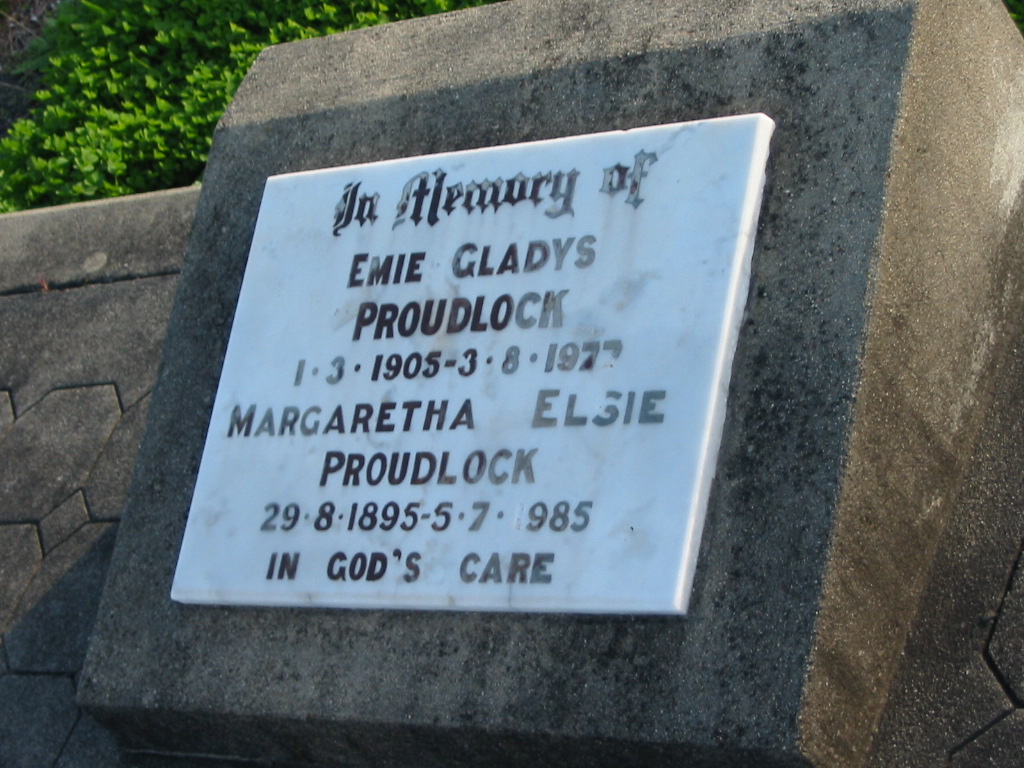 In Memory of
EMIE GLADYS
PROUDLOCK
1·3·1905-3·8·1977
MARGARETHA ELSIE
PROUDLOCK
29·8·1895-5·7·1985
IN GOD'S CARE